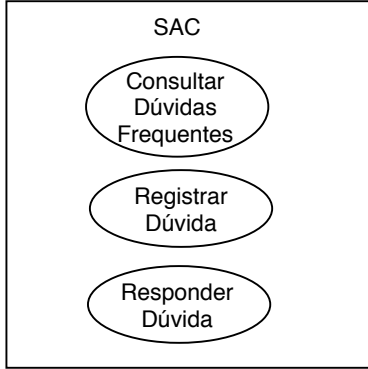 SAC
Consultar
Dúvidas
Frequentes
Registrar
Dúvida
Responder
Dúvida